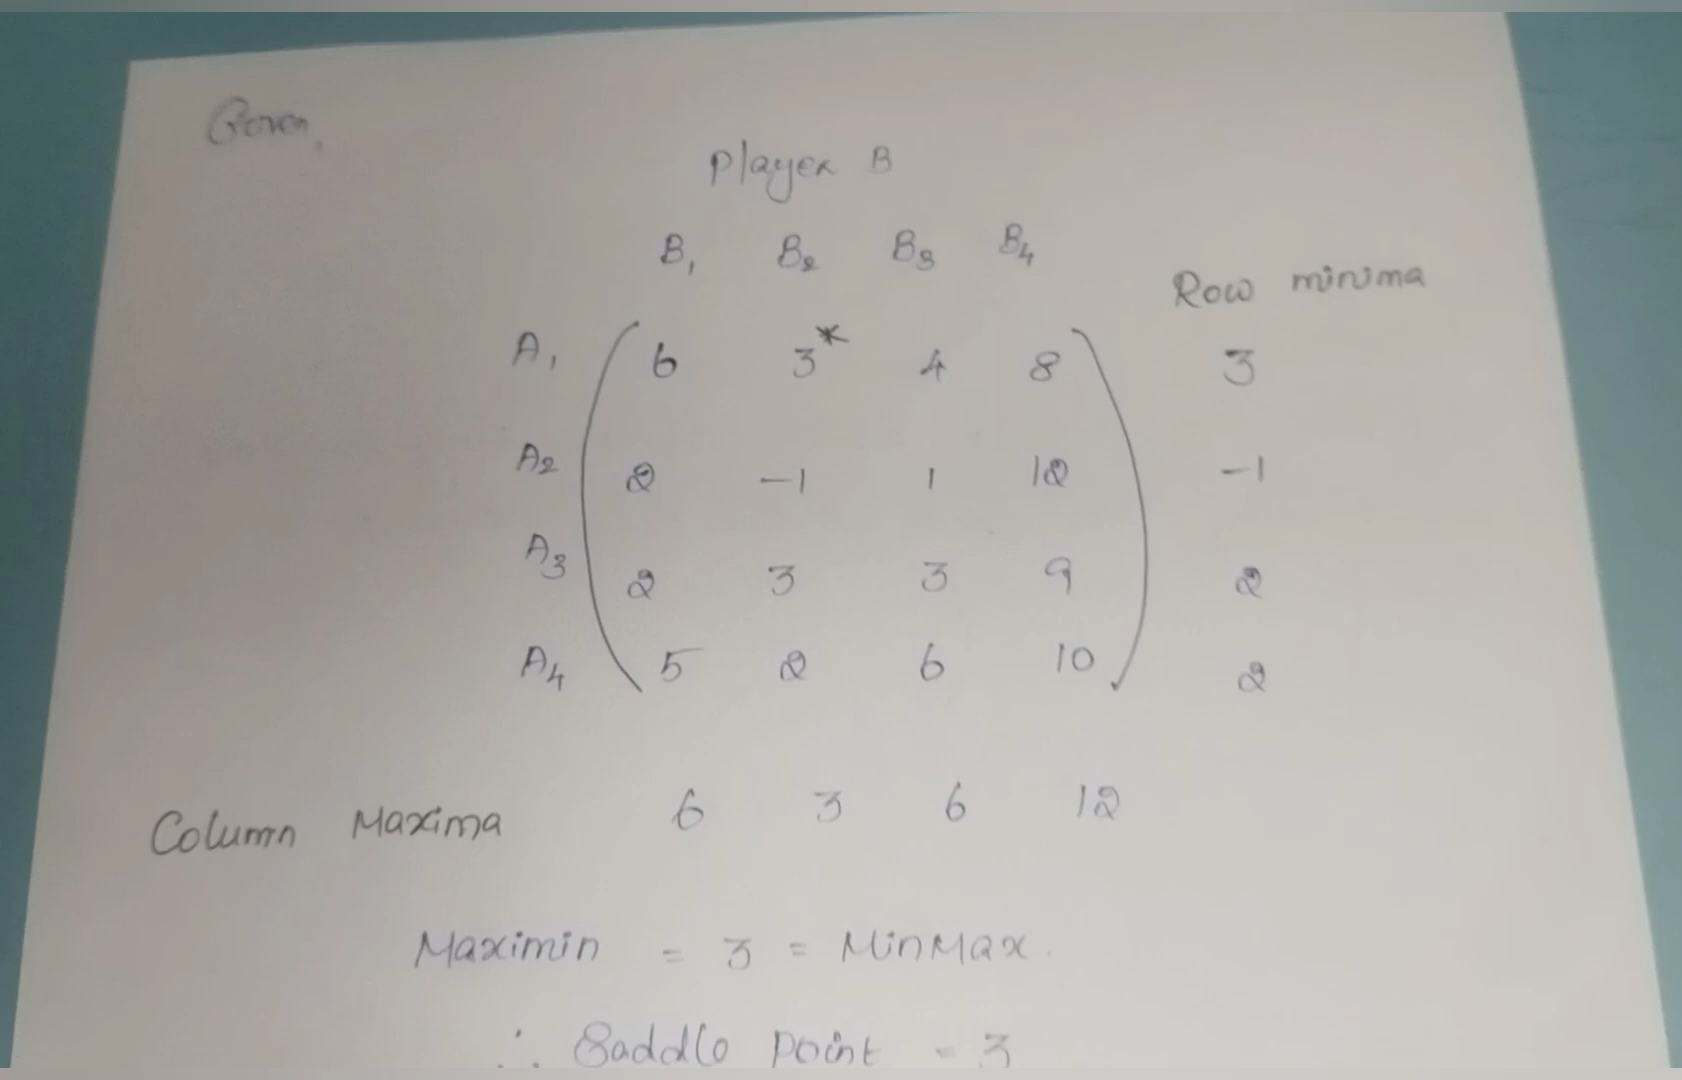 Given,
Player B
B1 B2 B3 B4 Row minima
A1 6 3* 4 8 3
A2 2 -1 1 12 -1
A3 2 3 3 9 2
A4 5 2 6 10 2
Column Maxima 6 3 6 12
Maximin = 3 = MinMax.
∴ Saddle point = 3